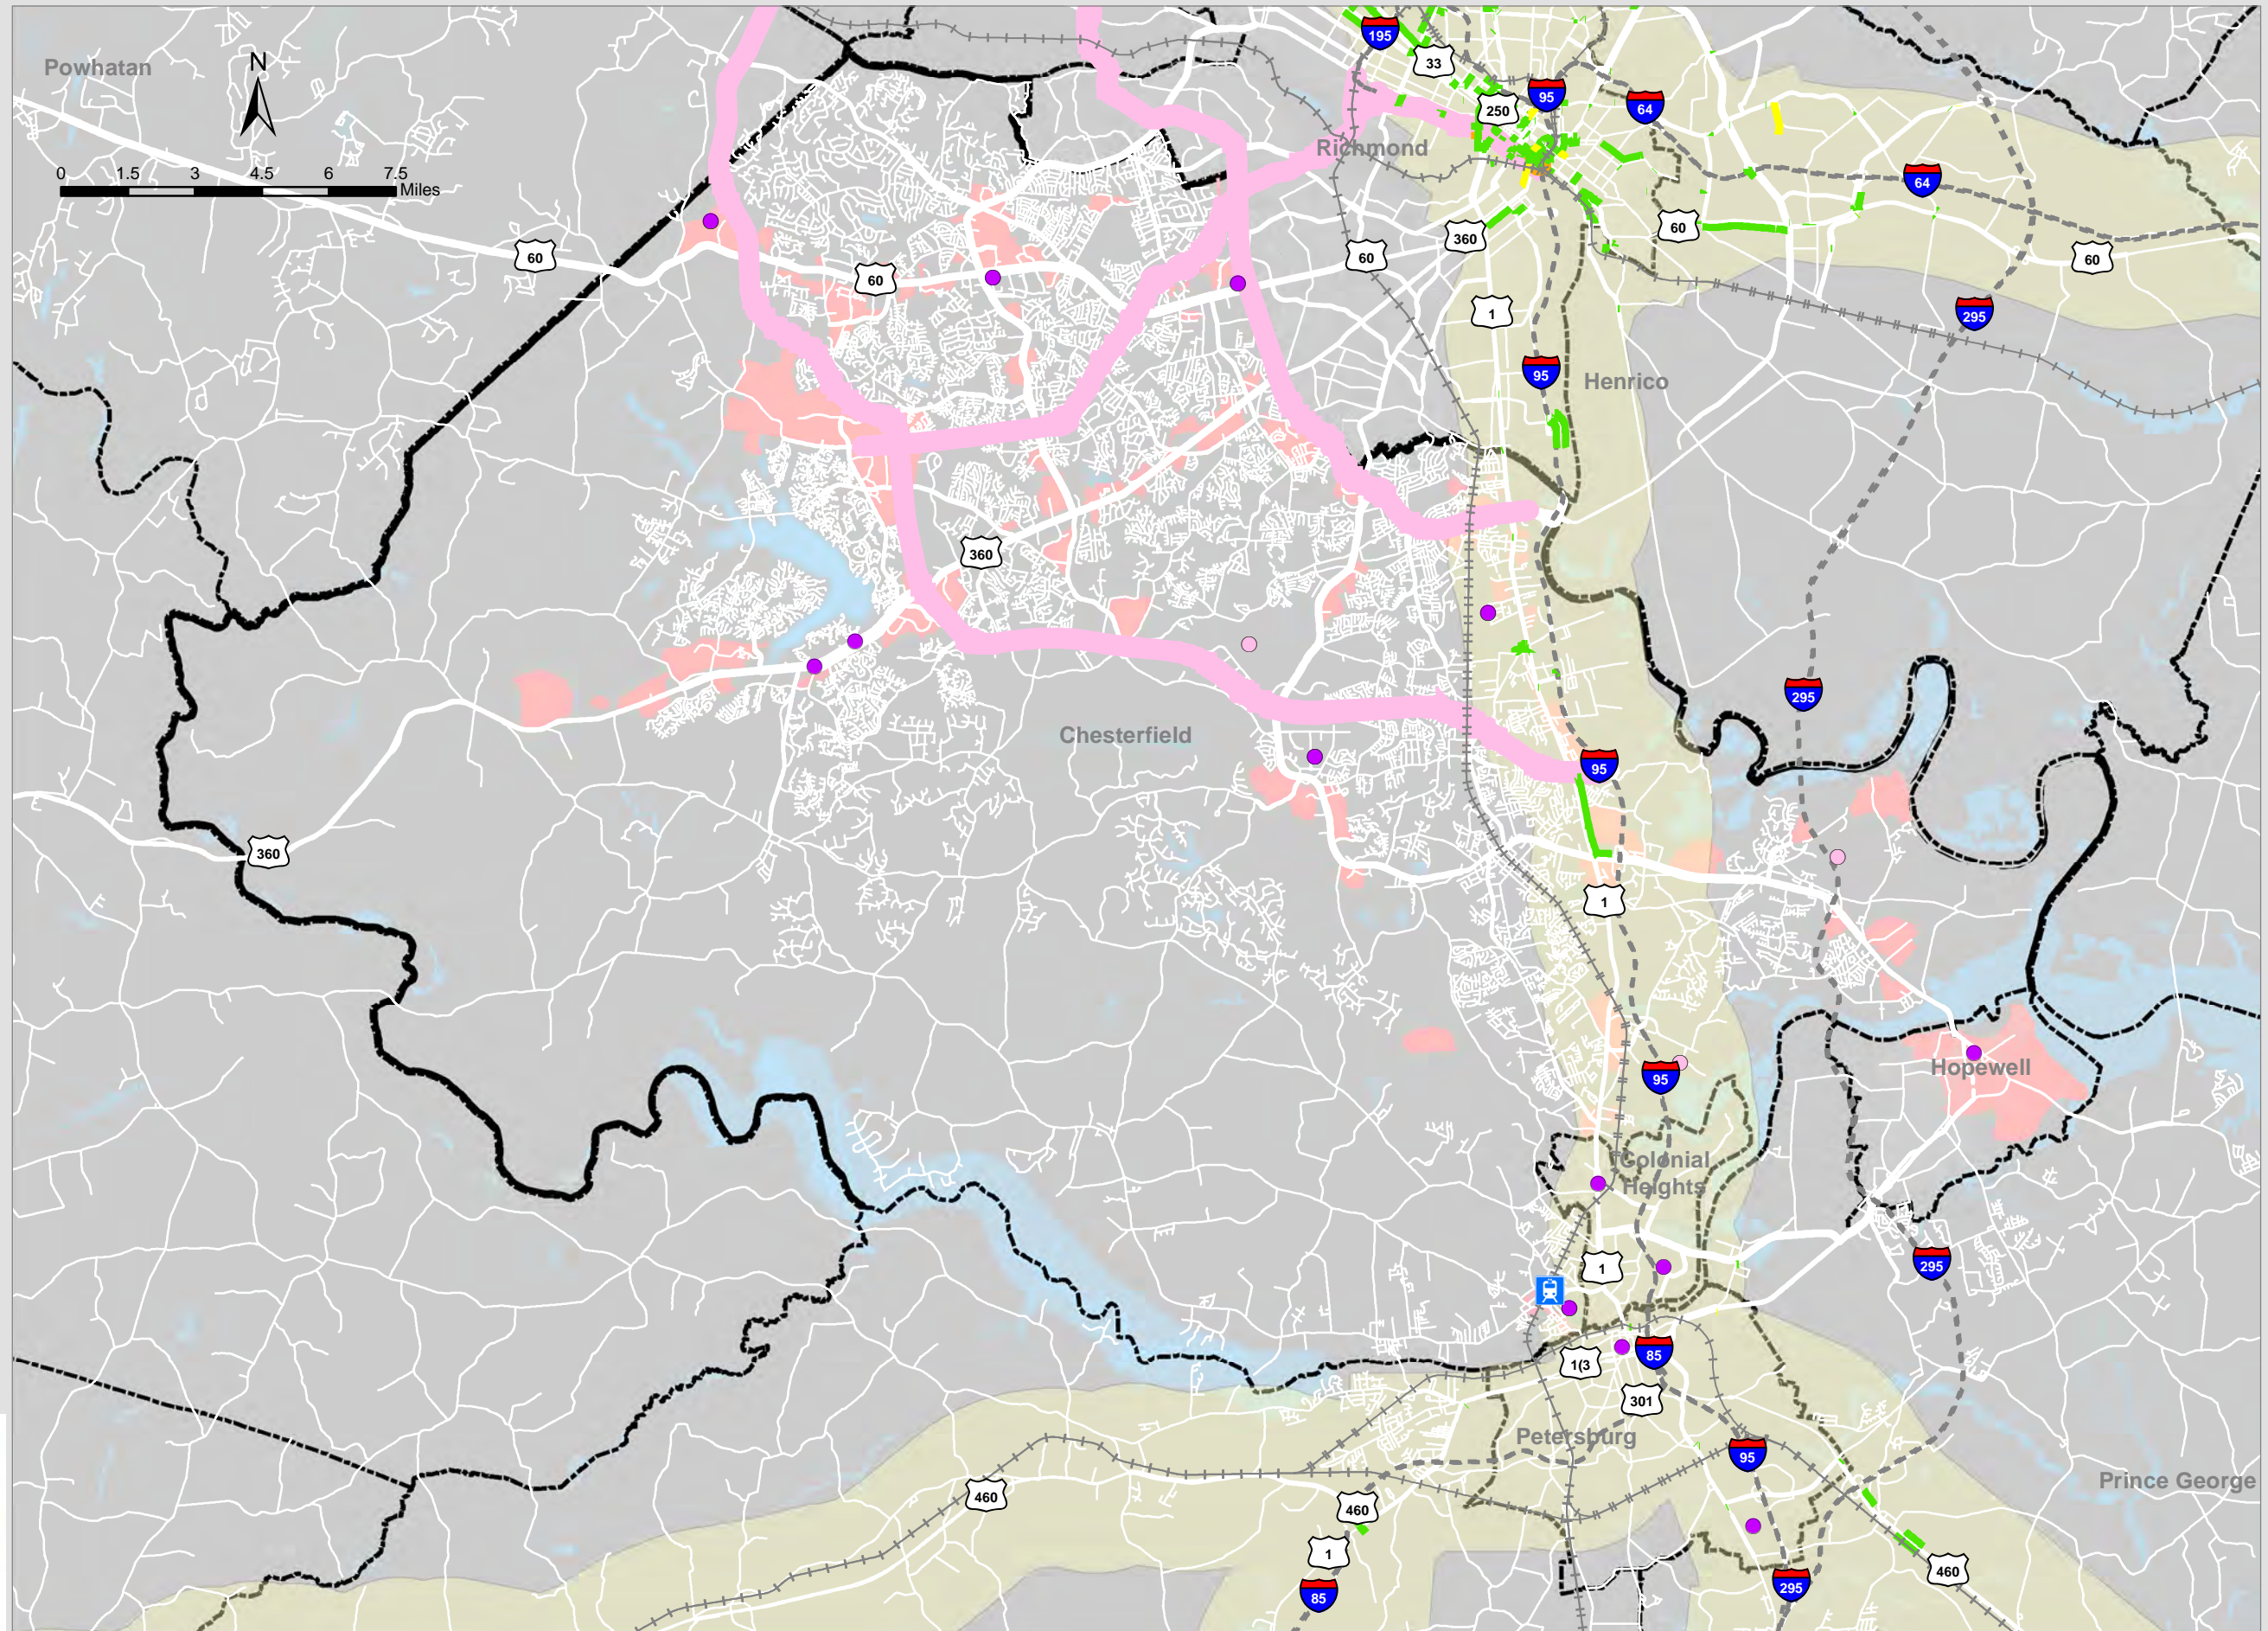 195
33
Powhatan
N
95
250
64
Richmond
0 1.5 3 4.5 6 7.5
Miles
64
60
360
60
60
60
60
295
1
95
Henrico
360
295
Chesterfield
95
360
1
Hopewell
95
Colonial
Heights
1
295
85
1(3
301
Petersburg
95
Prince George
460
460
1
460
295
85